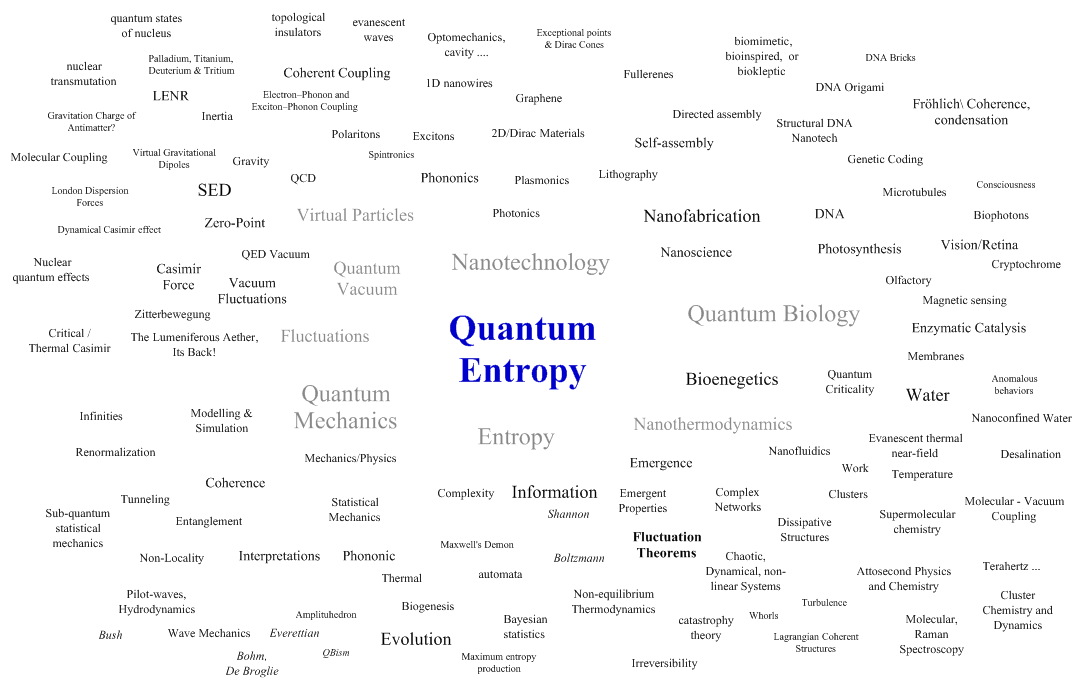 quantum states
of nucleus
topological
insulators
evanescent
waves
Optomechanics,
cavity ....
Exceptional points
& Dirac Cones
biomimetic,
bioinspired, or
biokleptic
DNA Bricks
nuclear
transmutation
Palladium, Titanium,
Deuterium & Tritium
Coherent Coupling
1D nanowires
Fullerenes
DNA Origami
LENR
Electron–Phonon and
Exciton–Phonon Coupling
Graphene
Fröhlich\ Coherence,
condensation
Gravitation Charge of
Antimatter?
Inertia
Directed assembly
Structural DNA
Nanotech
Polaritons
Excitons
2D/Dirac Materials
Self-assembly
Molecular Coupling
Virtual Gravitational
Dipoles
Gravity
Spintronics
Genetic Coding
QCD
Phononics
Plasmonics
Lithography
London Dispersion
Forces
SED
Microtubules
Consciousness
Zero-Point
Virtual Particles
Photonics
Nanofabrication
DNA
Biophotons
Dynamical Casimir effect
QED Vacuum
Nanotechnology
Nanoscience
Photosynthesis
Vision/Retina
Cryptochrome
Nuclear
quantum effects
Casimir
Force
Vacuum
Fluctuations
Quantum
Vacuum
Olfactory
Magnetic sensing
Zitterbewegung
Quantum Biology
Critical /
Thermal Casimir
The Lumeniferous Aether,
Its Back!
Fluctuations
Quantum
Entropy
Enzymatic Catalysis
Membranes
Quantum
Mechanics
Bioenegetics
Quantum
Criticality
Water
Anomalous
behaviors
Infinities
Modelling &
Simulation
Entropy
Nanothermodynamics
Nanoconfined Water
Renormalization
Mechanics/Physics
Emergence
Nanofluidics
Evanescent thermal
near-field
Desalination
Work
Temperature
Coherence
Tunneling
Statistical
Mechanics
Complexity
Information
Shannon
Emergent
Properties
Complex
Networks
Clusters
Molecular - Vacuum
Coupling
Sub-quantum
statistical
mechanics
Entanglement
Dissipative
Structures
Supermolecular
chemistry
Non-Locality
Interpretations
Phononic
Maxwell's Demon
Boltzmann
Fluctuation
Theorems
Chaotic,
Dynamical, non-
linear Systems
Attosecond Physics
and Chemistry
Terahertz ...
Thermal
automata
Pilot-waves,
Hydrodynamics
Amplituhedron
Biogenesis
Non-equilibrium
Thermodynamics
Turbulence
Cluster
Chemistry and
Dynamics
Bush
Wave Mechanics
Everettian
Evolution
Bayesian
statistics
catastrophy
theory
Whorls
Lagrangian Coherent
Structures
Molecular,
Raman
Spectroscopy
Bohm,
De Broglie
QBism
Maximum entropy
production
Irreversibility